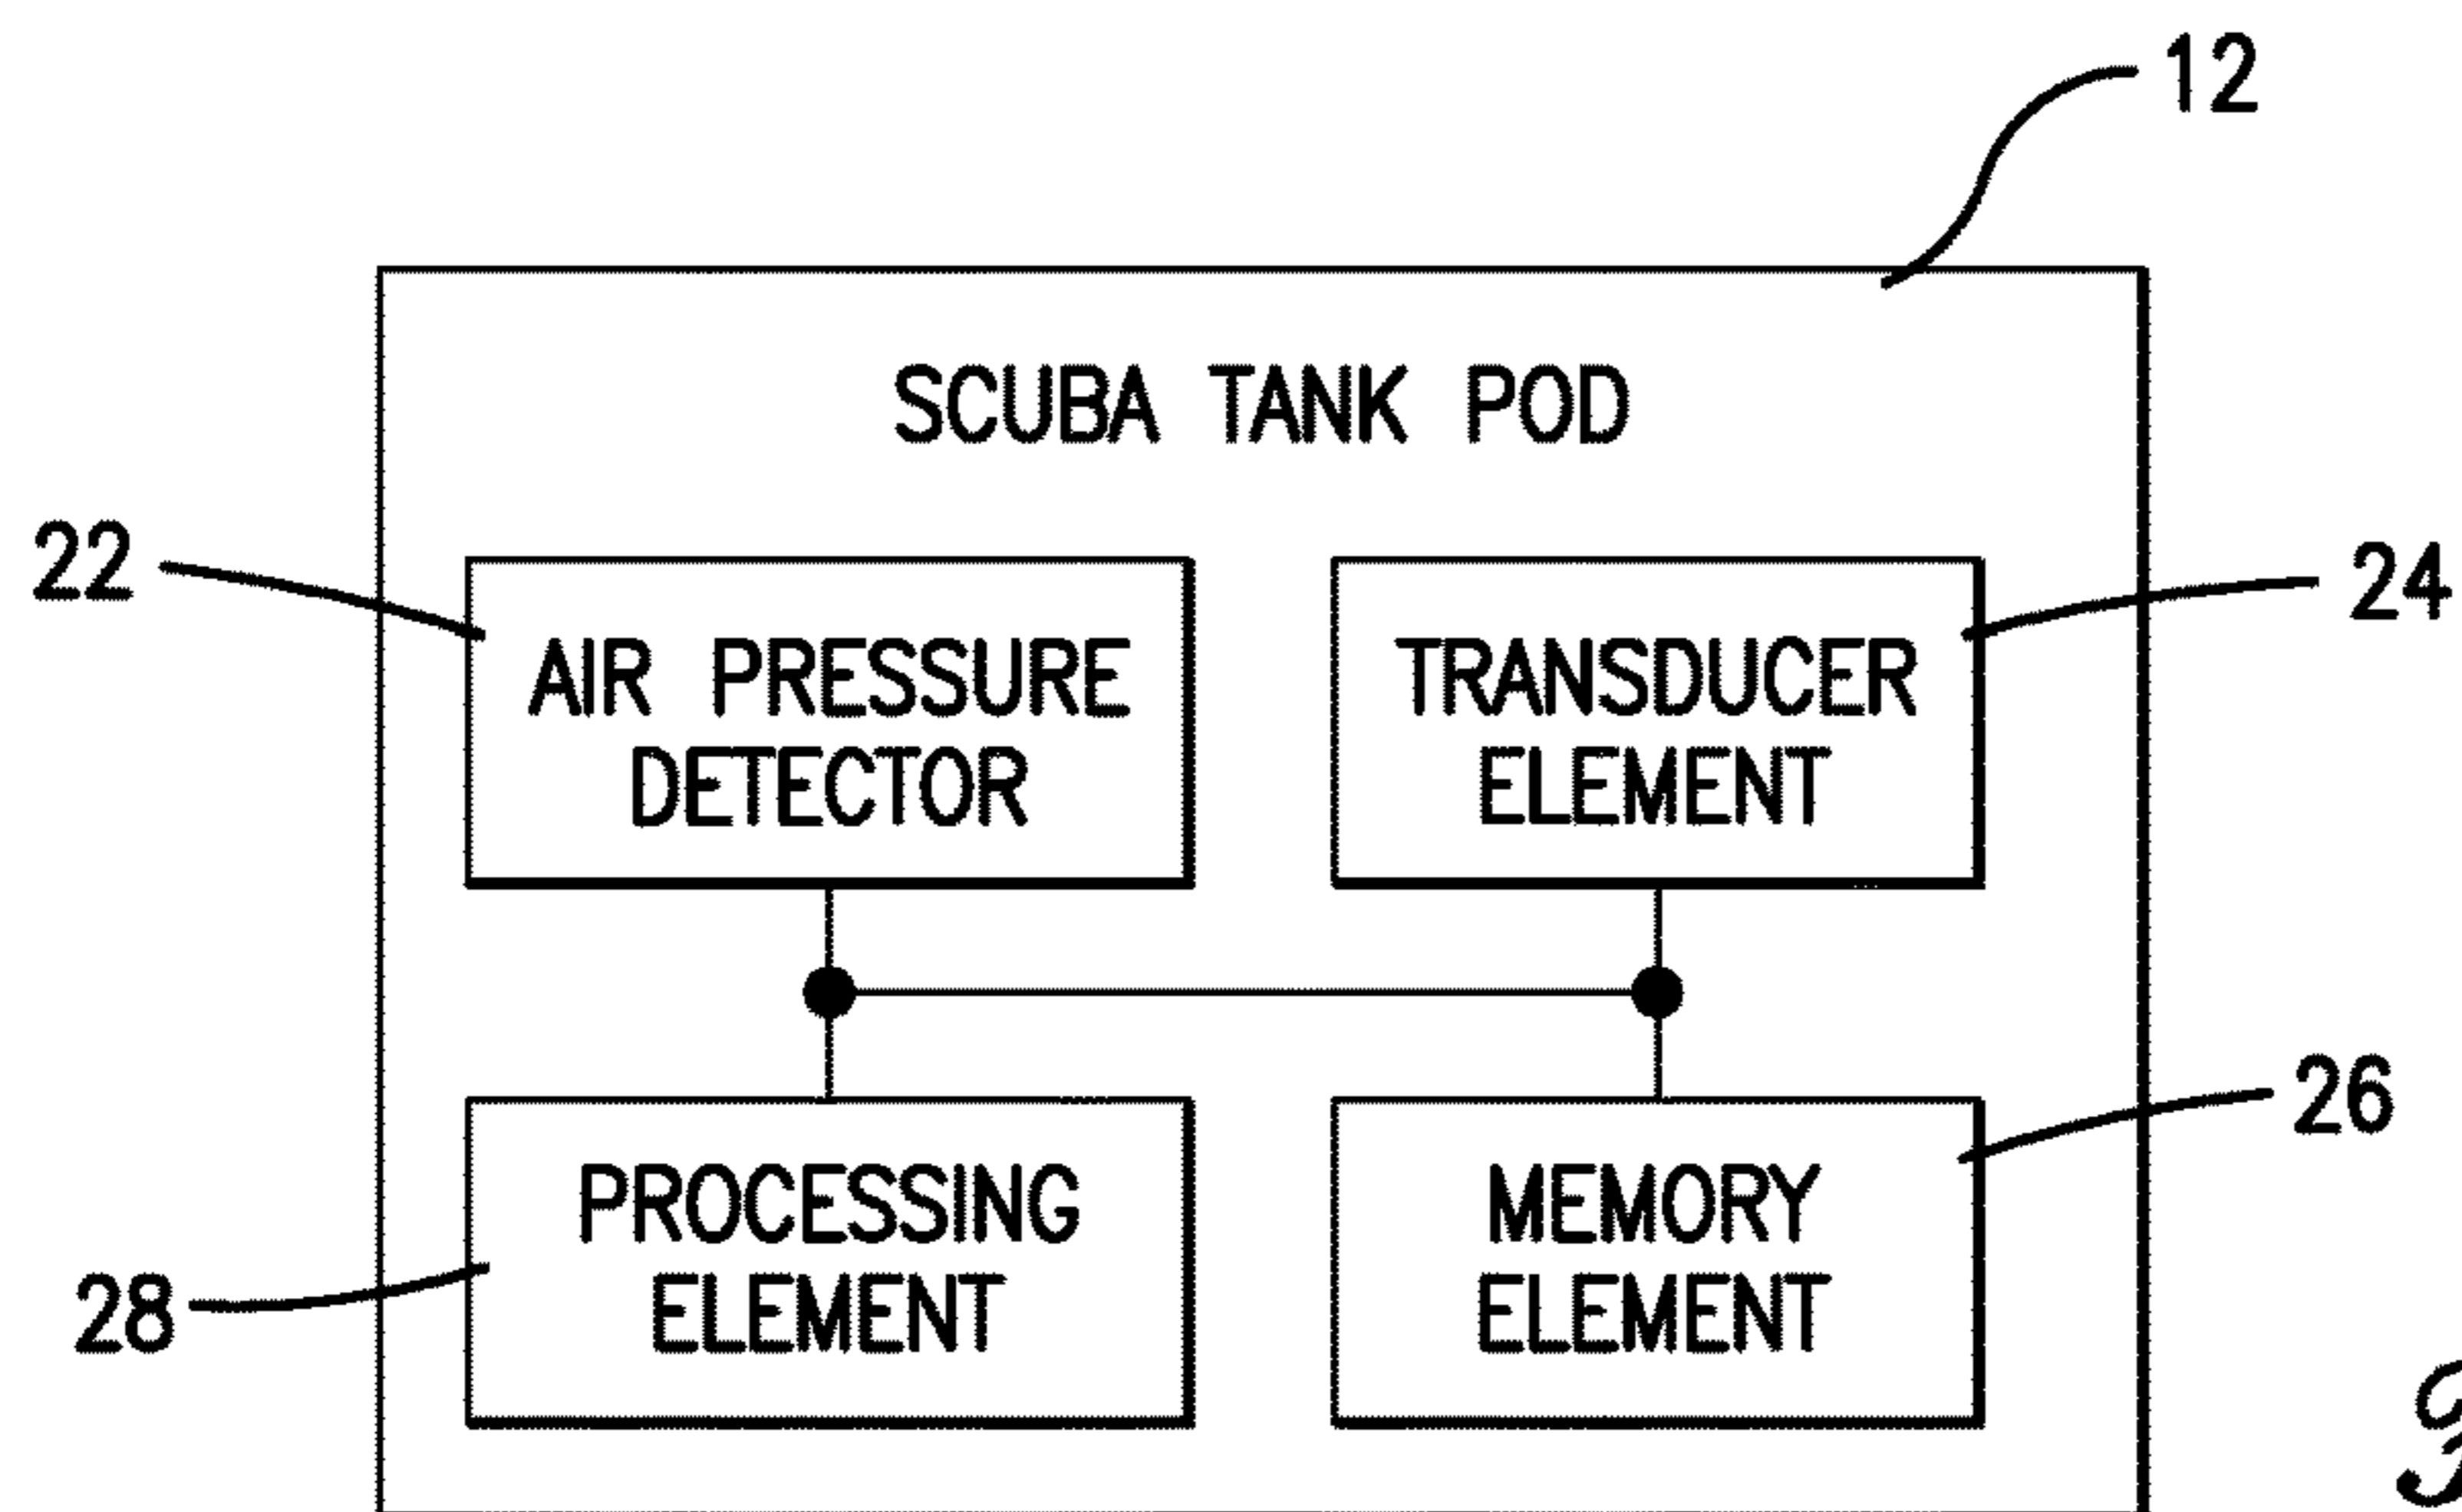 12
SCUBA TANK POD
22
24
AIR PRESSURE
DETECTOR
TRANSDUCER
ELEMENT
26
PROCESSING
ELEMENT
MEMORY
ELEMENT
28